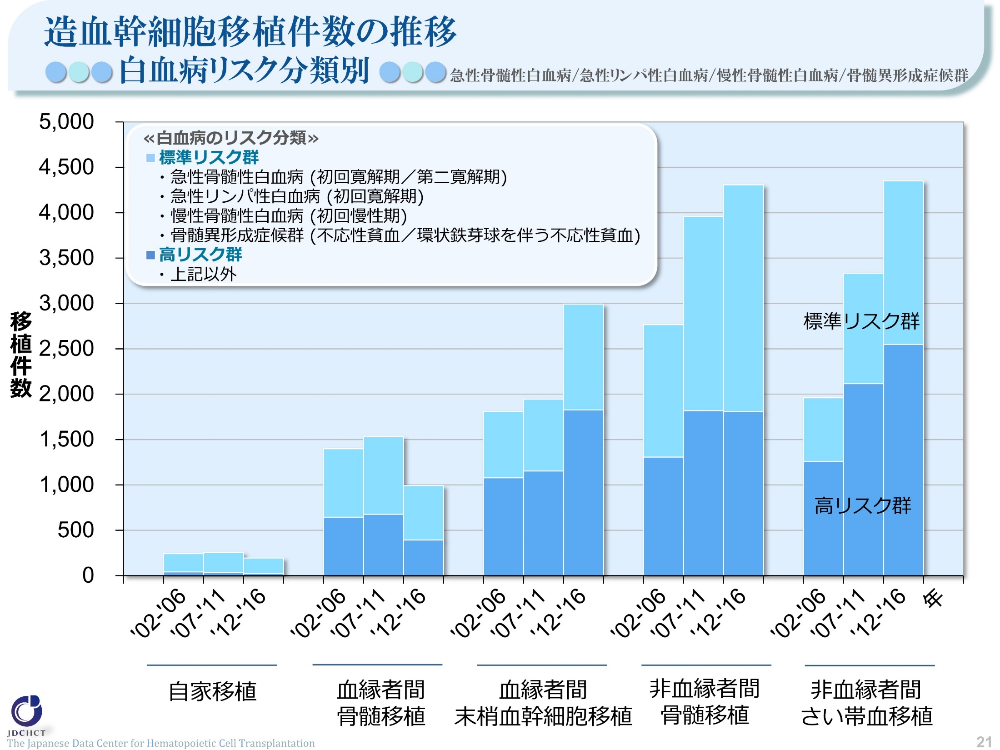 造血幹細胞移植件数の推移
白血病リスク分類別
急性骨髄性白血病/急性リンパ性白血病/慢性骨髄性白血病/骨髄異形成症候群
5,000
4,500
4,000
3,500
3,000
2,500
2,000
1,500
1,000
500
0
移植件数
≪白血病のリスク分類≫
標準リスク群
・急性骨髄性白血病 (初回寛解期／第二寛解期)
・急性リンパ性白血病 (初回寛解期)
・慢性骨髄性白血病 (初回慢性期)
・骨髄異形成症候群 (不応性貧血／環状鉄芽球を伴う不応性貧血)
高リスク群
・上記以外
標準リスク群
高リスク群
'02-'06
'07-'11
'12-'16
'02-'06
'07-'11
'12-'16
'02-'06
'07-'11
'12-'16
'02-'06
'07-'11
'12-'16
'02-'06
'07-'11
'12-'16
年
自家移植
血縁者間
骨髄移植
血縁者間
末梢血幹細胞移植
非血縁者間
骨髄移植
非血縁者間
さい帯血移植
JDCHCT
The Japanese Data Center for Hematopoietic Cell Transplantation
21